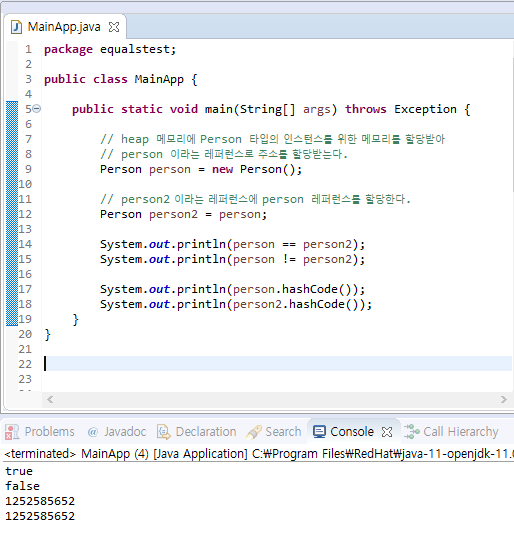 MainApp.java
1 package equalstest;
2
3 public class MainApp {
4
5 public static void main(String[] args) throws Exception {
6
7 // heap 메모리에 Person 타입의 인스턴스를 위한 메모리를 할당받아
8 // person 이라는 레퍼런스로 주소를 할당받는다.
9 Person person = new Person();
10
11 // person2 이라는 레퍼런스에 person 레퍼런스를 할당한다.
12 Person person2 = person;
13
14 System.out.println(person == person2);
15 System.out.println(person != person2);
16
17 System.out.println(person.hashCode());
18 System.out.println(person2.hashCode());
19 }
20 }
21
22
23
Problems @ Javadoc Declaration Search Console Call Hierarchy
<terminated> MainApp (4) [Java Application] C:₩Program Files₩RedHat₩java-11-openjdk-11.0
true
false
1252585652
1252585652